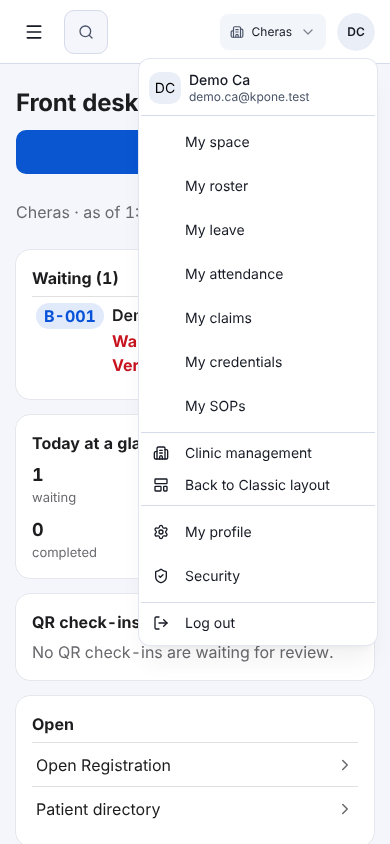 Cheras
DC
DC
Demo Ca
demo.ca@kpone.test
Front desk
My space
My roster
Cheras · as of 1:
My leave
My attendance
Waiting (1)
My claims
B-001
My credentials
My SOPs
Today at a gla
Clinic management
1
Back to Classic layout
waiting
0
My profile
completed
Security
QR check-ins
Log out
No QR check-ins are waiting for review.
Open
Open Registration
Patient directory